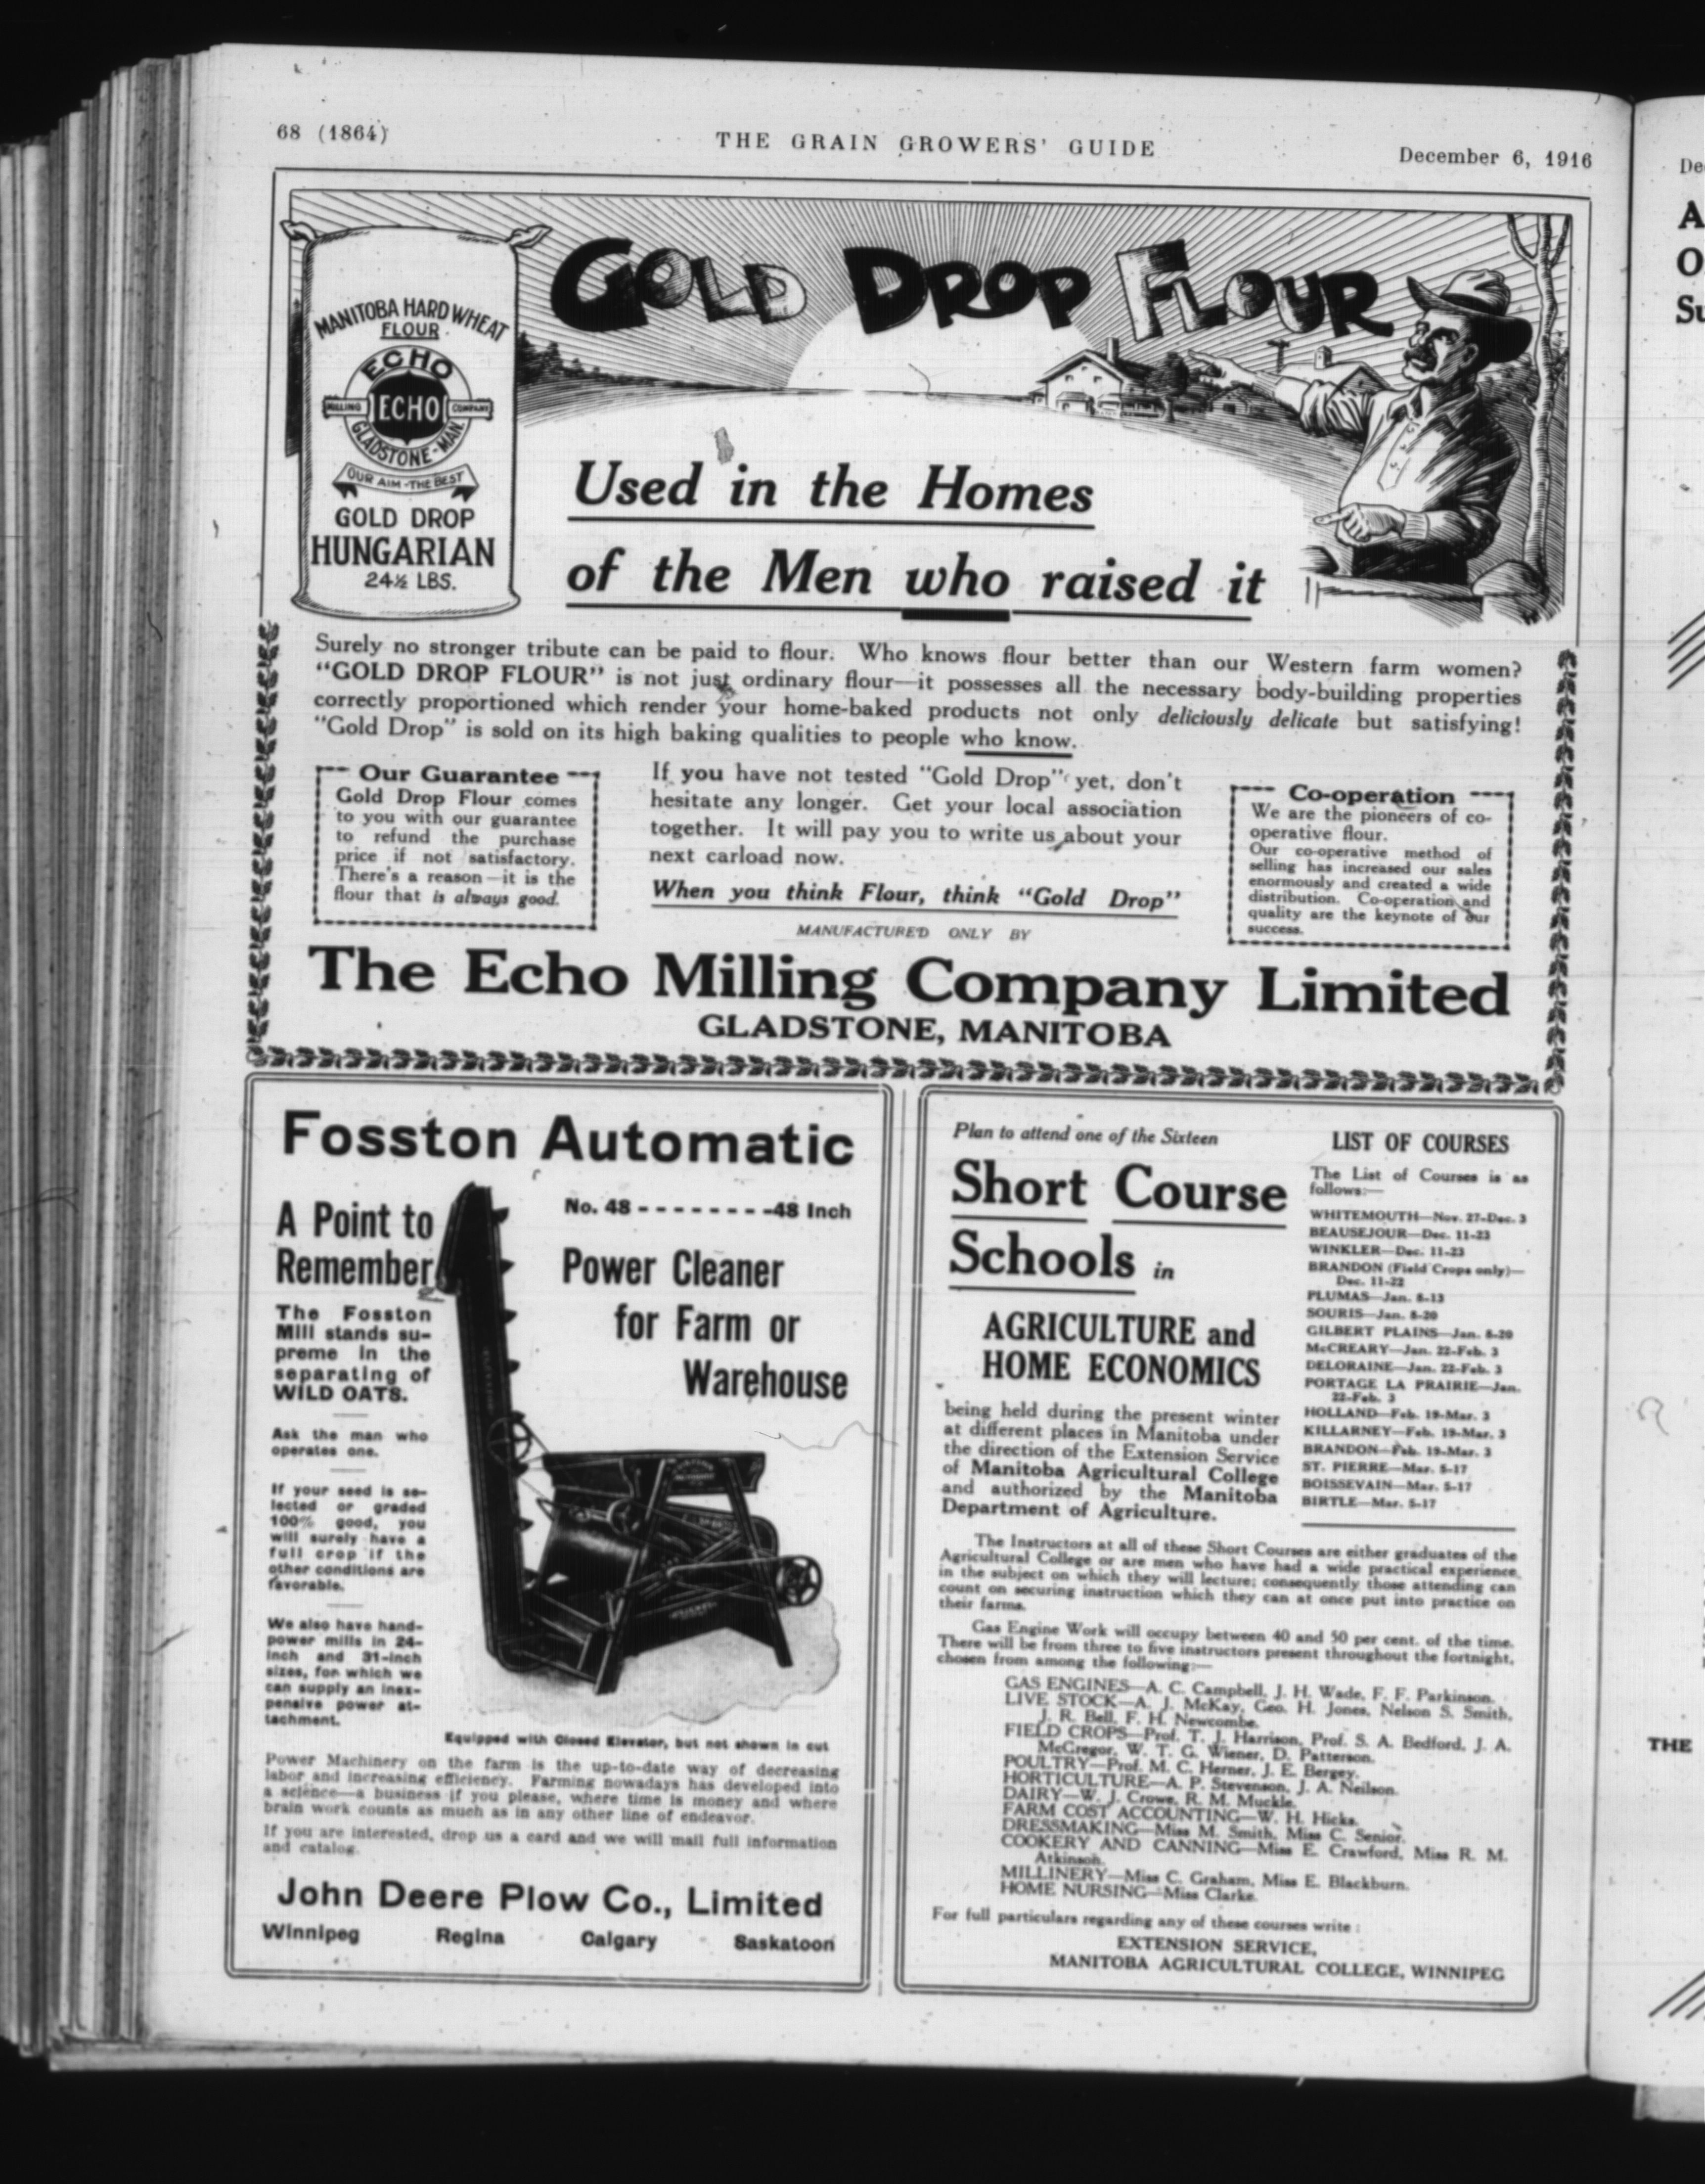 68 (1864)
THE GRAIN GROWERS' GUIDE
December 6, 1916
GOLD DROP FLOUR
MANITOBA HARD WHEAT
FLOUR
ECHO
MILLING ECHO COMPANY
GLADSTONE-MAN.
OUR AIM-THE BEST
GOLD DROP
HUNGARIAN
24½ LBS.
Used in the Homes
of the Men who raised it
Surely no stronger tribute can be paid to flour. Who knows flour better than our Western farm women?
"GOLD DROP FLOUR" is not just ordinary flour—it possesses all the necessary body-building properties
correctly proportioned which render your home-baked products not only deliciously delicate but satisfying!
"Gold Drop" is sold on its high baking qualities to people who know.
Our Guarantee
Gold Drop Flour comes
to you with our guarantee
to refund the purchase
price if not satisfactory.
There's a reason—it is the
flour that is always good.
If you have not tested "Gold Drop" yet, don't
hesitate any longer. Get your local association
together. It will pay you to write us about your
next carload now.
When you think Flour, think "Gold Drop"
Co-operation
We are the pioneers of co-
operative flour.
Our co-operative method of
selling has increased our sales
enormously and created a wide
distribution. Co-operation and
quality are the keynote of our
success.
MANUFACTURED ONLY BY
The Echo Milling Company Limited
GLADSTONE, MANITOBA
Fosston Automatic
A Point to
Remember
The Fosston
Mill stands su-
preme in the
separating of
WILD OATS.
Ask the man who
operates one.
If your seed is se-
lected or graded
100% good, you
will surely have a
full crop if the
other conditions are
favorable.
We also have hand-
power mills in 24-
inch and 31-inch
sizes, for which we
can supply an inex-
pensive power at-
tachment.
No. 48 - - - - - - - - 48 Inch
Power Cleaner
for Farm or
Warehouse
Equipped with Closed Elevator, but not shown in cut
Power Machinery on the farm is the up-to-date way of decreasing
labor and increasing efficiency. Farming nowadays has developed into
a science—a business if you please, where time is money and where
brain work counts as much as in any other line of endeavor.
If you are interested, drop us a card and we will mail full information
and catalog.
John Deere Plow Co., Limited
Winnipeg Regina Calgary Saskatoon
Plan to attend one of the Sixteen
Short Course
Schools in
AGRICULTURE and
HOME ECONOMICS
being held during the present winter
at different places in Manitoba under
the direction of the Extension Service
of Manitoba Agricultural College
and authorized by the Manitoba
Department of Agriculture.
LIST OF COURSES
The List of Courses is as
follows:—
WHITEMOUTH—Nov. 27-Dec. 3
BEAUSEJOUR—Dec. 11-23
WINKLER—Dec. 11-23
BRANDON (Field Crops only)—
Dec. 11-22
PLUMAS—Jan. 8-13
SOURIS—Jan. 8-20
GILBERT PLAINS—Jan. 8-20
McCREARY—Jan. 22-Feb. 3
DELORAINE—Jan. 22-Feb. 3
PORTAGE LA PRAIRIE—Jan.
22-Feb. 3
HOLLAND—Feb. 19-Mar. 3
KILLARNEY—Feb. 19-Mar. 3
BRANDON—Feb. 19-Mar. 3
ST. PIERRE—Mar. 5-17
BOISSEVAIN—Mar. 5-17
BIRTLE—Mar. 5-17
The Instructors at all of these Short Courses are either graduates of the
Agricultural College or are men who have had a wide practical experience
in the subject on which they will lecture; consequently those attending can
count on securing instruction which they can at once put into practice on
their farms.
Gas Engine Work will occupy between 40 and 50 per cent. of the time.
There will be from three to five instructors present throughout the fortnight,
chosen from among the following:—
GAS ENGINES—A. C. Campbell, J. H. Wade, F. F. Parkinson.
LIVE STOCK—A. J. McKay, Geo. H. Jones, Nelson S. Smith,
J. R. Bell, F. H. Newcombe.
FIELD CROPS—Prof. T. J. Harrison, Prof. S. A. Bedford, J. A.
McGregor, W. T. G. Wiener, D. Patterson.
POULTRY—Prof. M. C. Herner, J. E. Bergey.
HORTICULTURE—A. P. Stevenson, J. A. Neilson.
DAIRY—W. J. Crowe, R. M. Muckle.
FARM COST ACCOUNTING—W. H. Hicks.
DRESSMAKING—Miss M. Smith, Miss C. Senior.
COOKERY AND CANNING—Miss E. Crawford, Miss R. M.
Atkinson.
MILLINERY—Miss C. Graham, Miss E. Blackburn.
HOME NURSING—Miss Clarke.
For full particulars regarding any of these courses write:
EXTENSION SERVICE,
MANITOBA AGRICULTURAL COLLEGE, WINNIPEG
THE